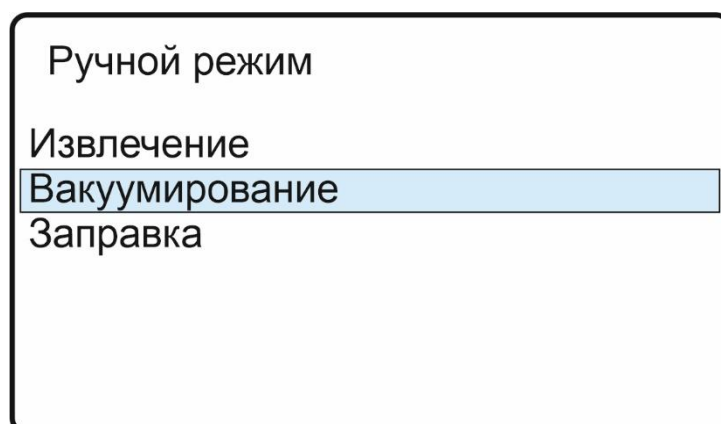 Ручной режим
Извлечение
Вакуумирование
Заправка